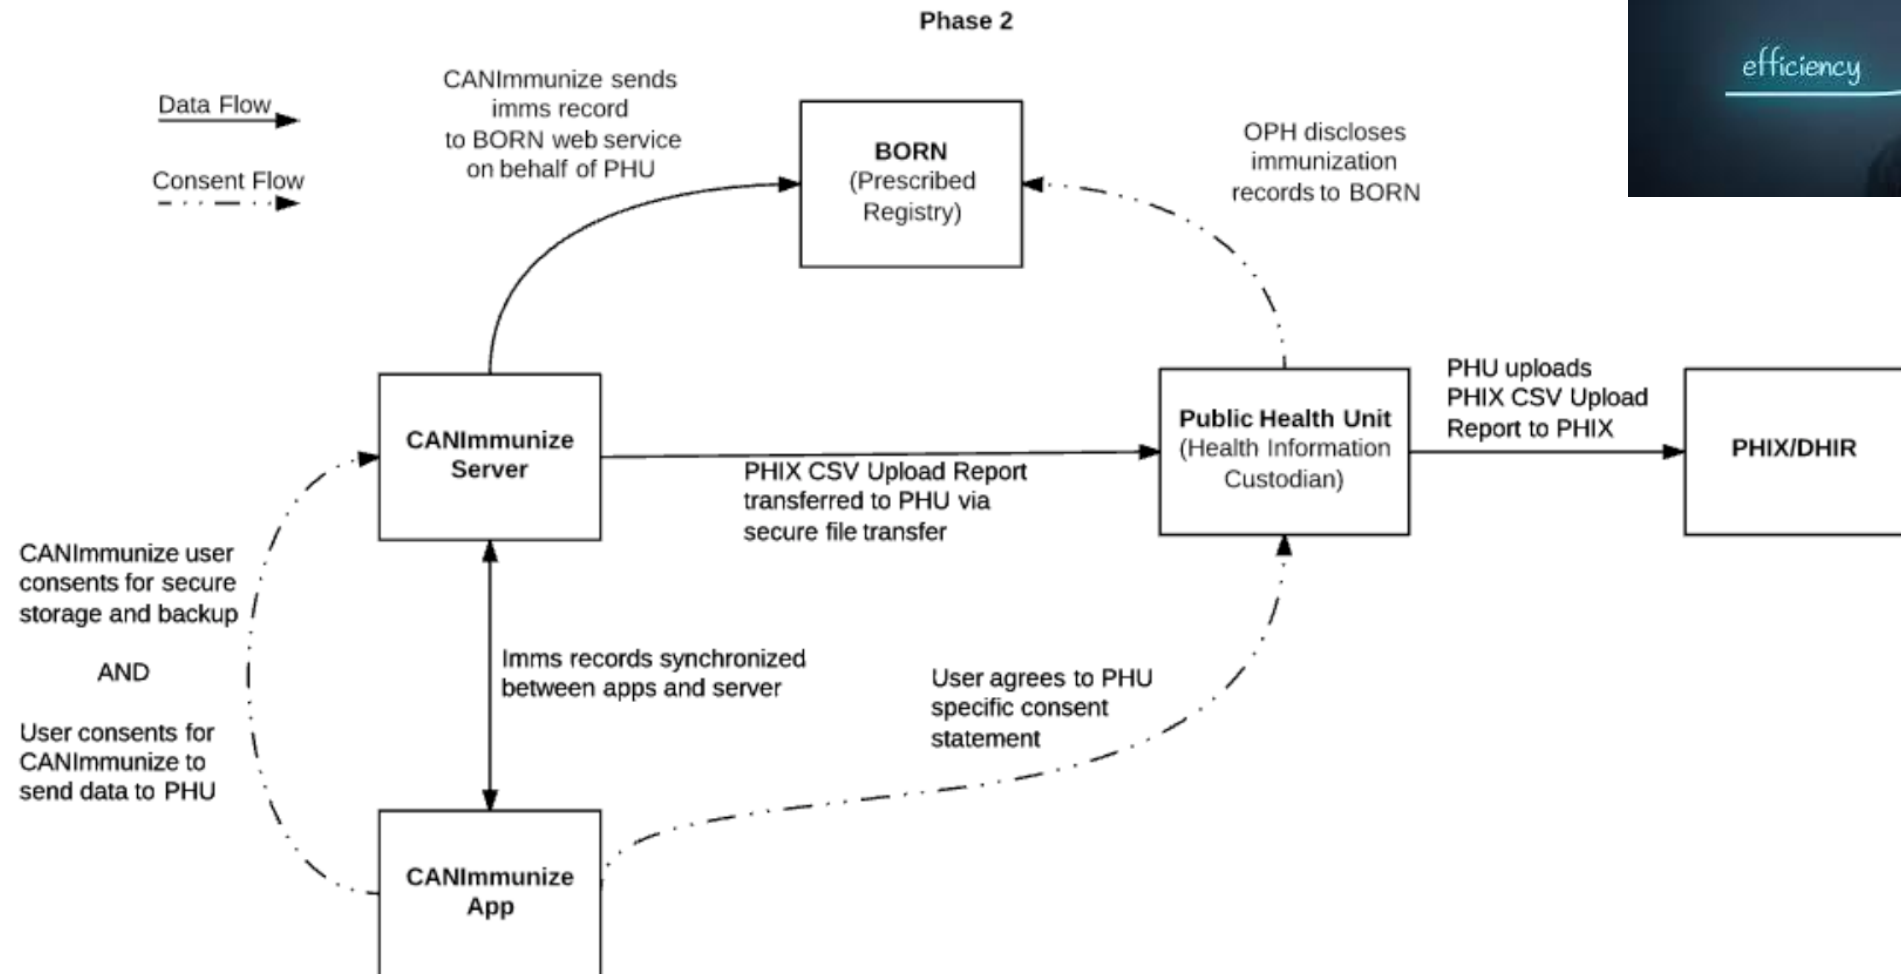 Phase 2
efficiency
Data Flow
Consent Flow
CANImmunize sends
imms record
to BORN web service
on behalf of PHU
BORN
(Prescribed
Registry)
OPH discloses
immunization
records to BORN
CANImmunize
Server
PHIX CSV Upload Report
transferred to PHU via
secure file transfer
Public Health Unit
(Health Information
Custodian)
PHU uploads
PHIX CSV Upload
Report to PHIX
PHIX/DHIR
CANImmunize user
consents for secure
storage and backup
AND
User consents for
CANImmunize to
send data to PHU
Imms records synchronized
between apps and server
User agrees to PHU
specific consent
statement
CANImmunize
App